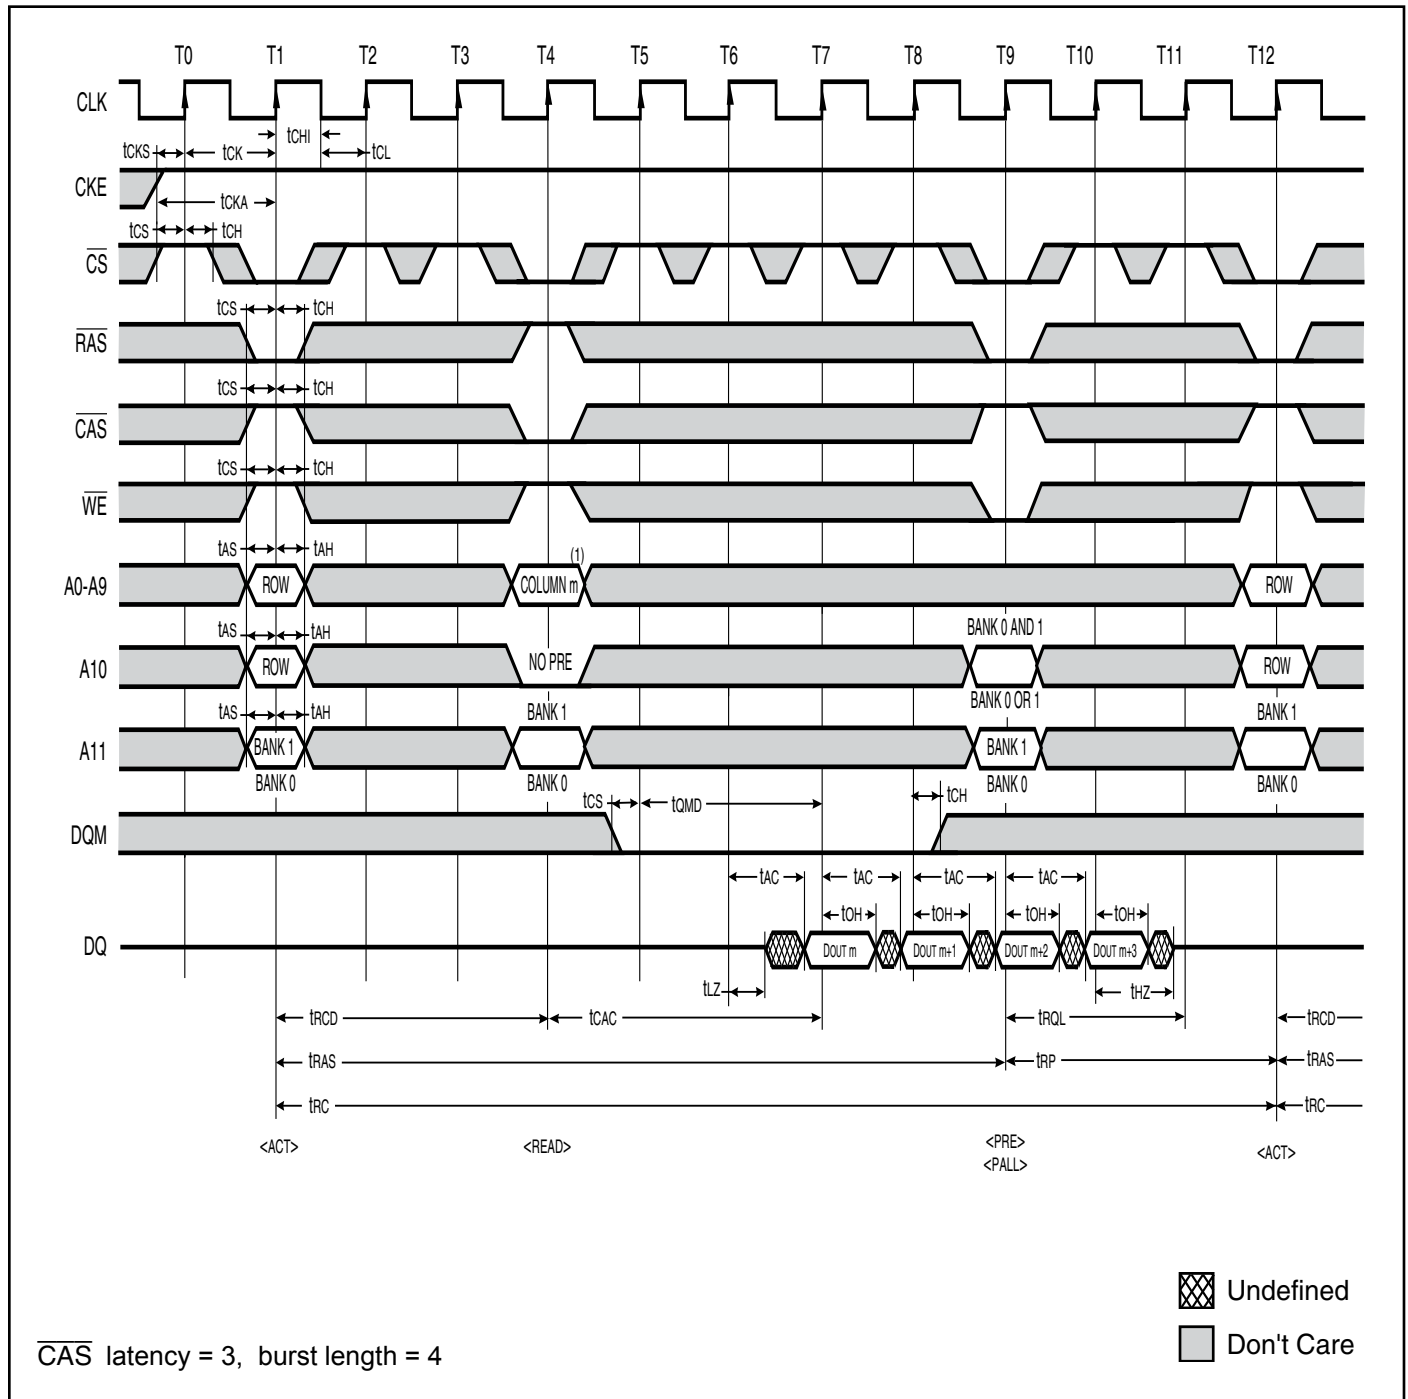 T0 T1 T2 T3 T4 T5 T6 T7 T8 T9 T10 T11 T12
CLK
tCHI
tCKS tCK tCL
CKE
tCKA
tCS tCH
CS
tCS tCH
RAS
tCS tCH
CAS
tCS tCH
WE
tAS tAH (1)
A0-A9 ROW COLUMN m ROW
tAS tAH BANK 0 AND 1
A10 ROW NO PRE ROW
tAS tAH BANK 1 BANK 0 OR 1 BANK 1
A11 BANK 1 BANK 1
BANK 0 BANK 0 BANK 0 BANK 0
tCS tQMD tCH
DQM
tAC tAC tAC tAC
tOH tOH tOH tOH
DQ DOUT m DOUT m+1 DOUT m+2 DOUT m+3
tLZ tHZ
tRCD tCAC tRQL tRCD
tRAS tRP tRAS
tRC tRC
<ACT> <READ> <PRE> <ACT>
<PALL>
Undefined
Don't Care
CAS latency = 3, burst length = 4